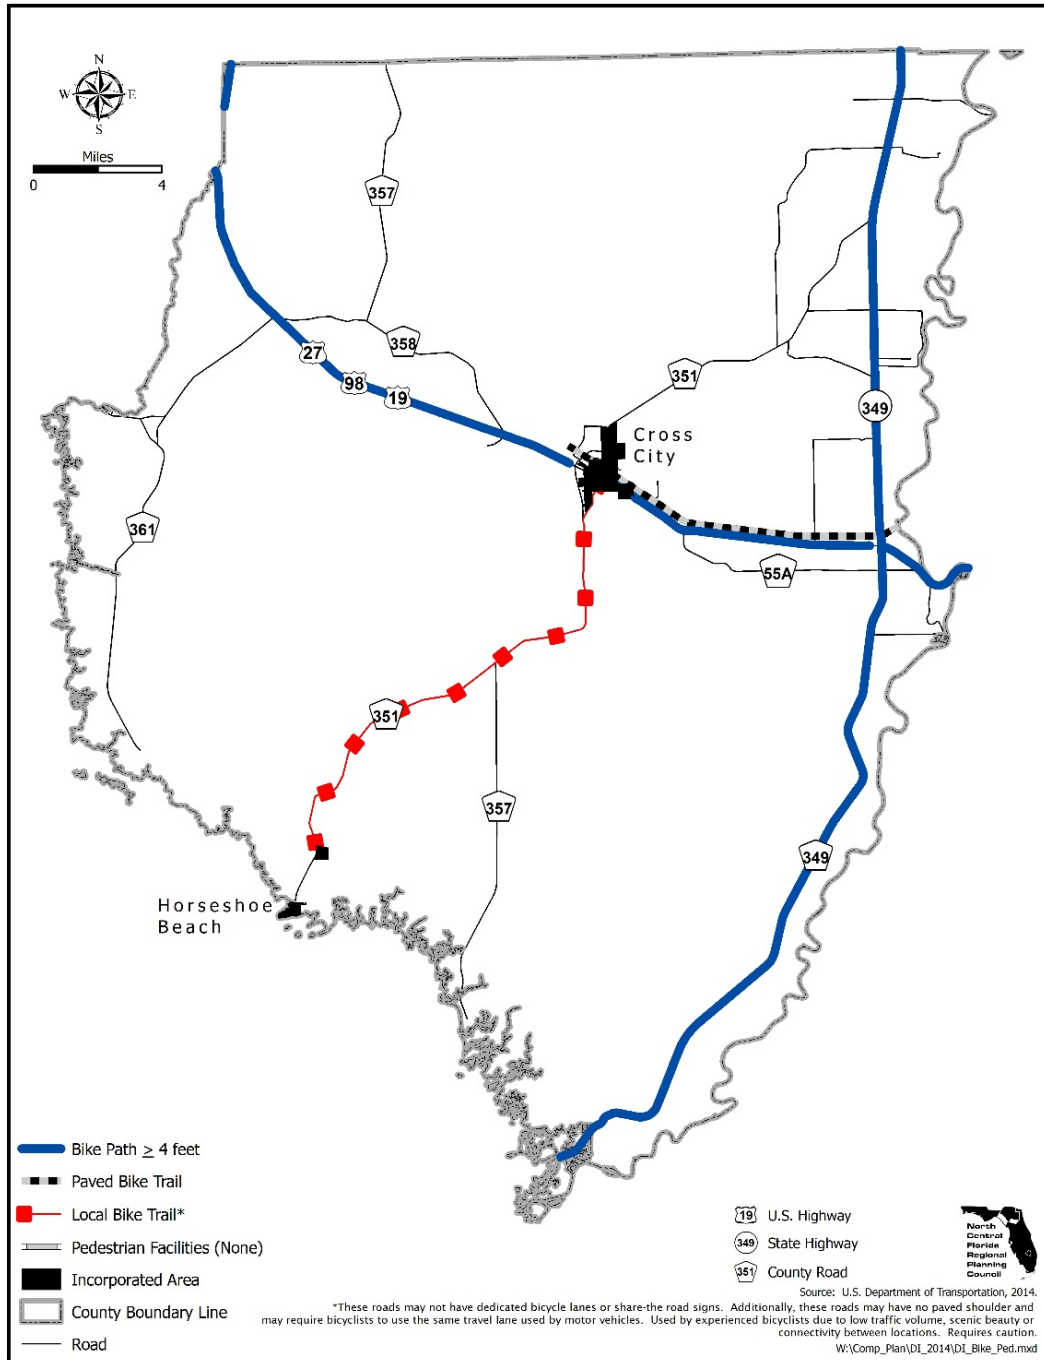 N
W E
S
Miles
0 4
357
27
358
98
19
351
349
Cross
City
361
55A
351
357
349
Horseshoe
Beach
Bike Path ≥ 4 feet
Paved Bike Trail
Local Bike Trail*
Pedestrian Facilities (None)
Incorporated Area
County Boundary Line
Road
19 U.S. Highway
349 State Highway
351 County Road
North
Central
Florida
Regional
Planning
Council
Source: U.S. Department of Transportation, 2014.
*These roads may not have dedicated bicycle lanes or share-the road signs. Additionally, these roads may have no paved shoulder and
may require bicyclists to use the same travel lane used by motor vehicles. Used by experienced bicyclists due to low traffic volume, scenic beauty or
connectivity between locations. Requires caution.
W:\Comp_Plan\DI_2014\DI_Bike_Ped.mxd